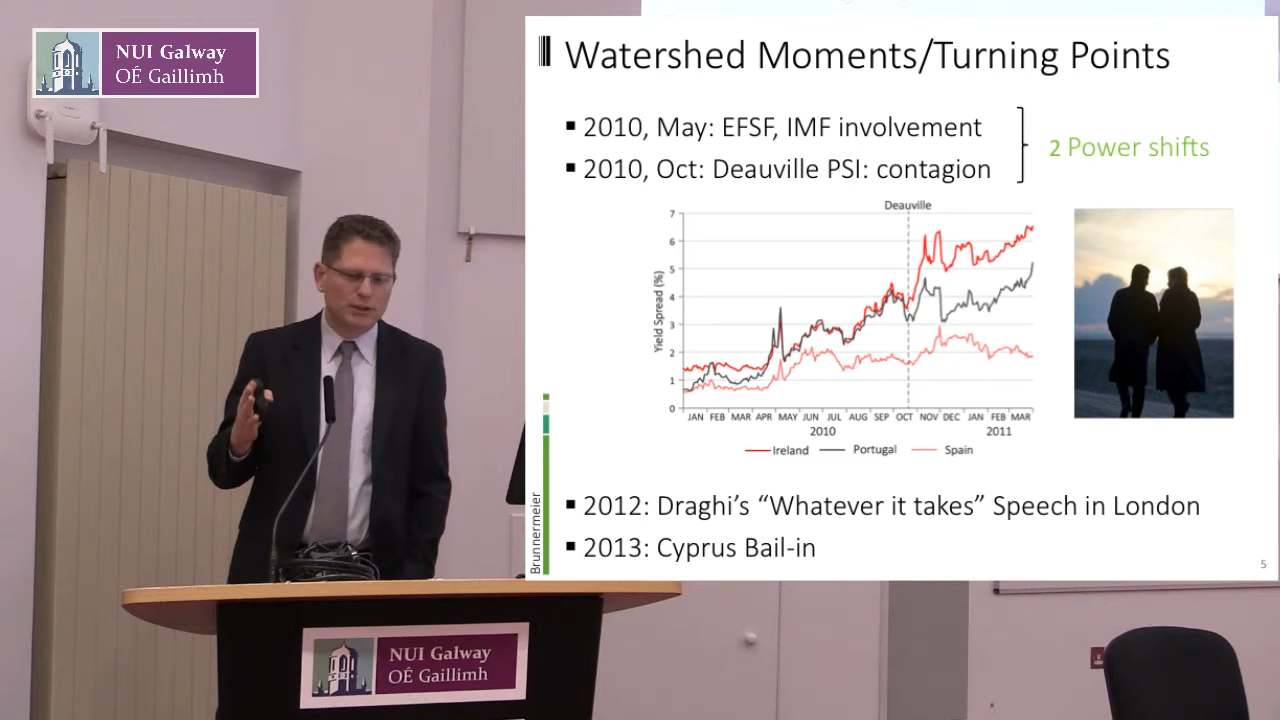 NUI Galway
OÉ Gaillimh
Watershed Moments/Turning Points
▪ 2010, May: EFSF, IMF involvement
▪ 2010, Oct: Deauville PSI: contagion
2 Power shifts
Deauville
7
6
5
4
3
2
1
0
Yield Spread (%)
JAN FEB MAR APR MAY JUN JUL AUG SEP OCT NOV DEC JAN FEB MAR
2010 2011
Ireland Portugal Spain
▪ 2012: Draghi’s “Whatever it takes” Speech in London
▪ 2013: Cyprus Bail-in
Brunnermeier
5
NUI Galway
OÉ Gaillimh